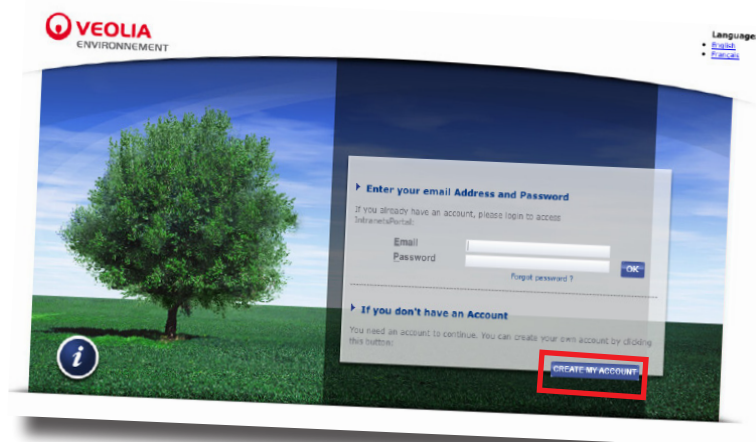 VEOLIA
ENVIRONNEMENT
Language
English
Francais
Enter your email Address and Password
If you already have an account, please login to access
IntranetsPortal:
Email
Password
OK
Forgot password ?
If you don't have an Account
You need an account to continue. You can create your own account by clicking
this button:
CREATE MY ACCOUNT
i